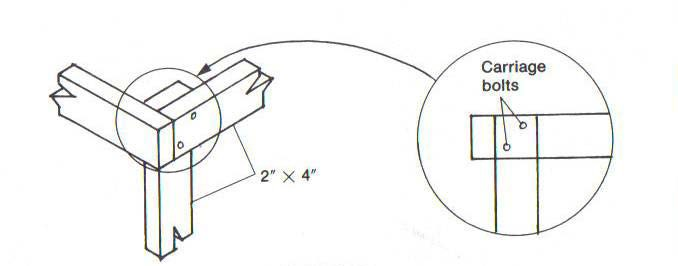 Carriage
bolts
2" × 4"